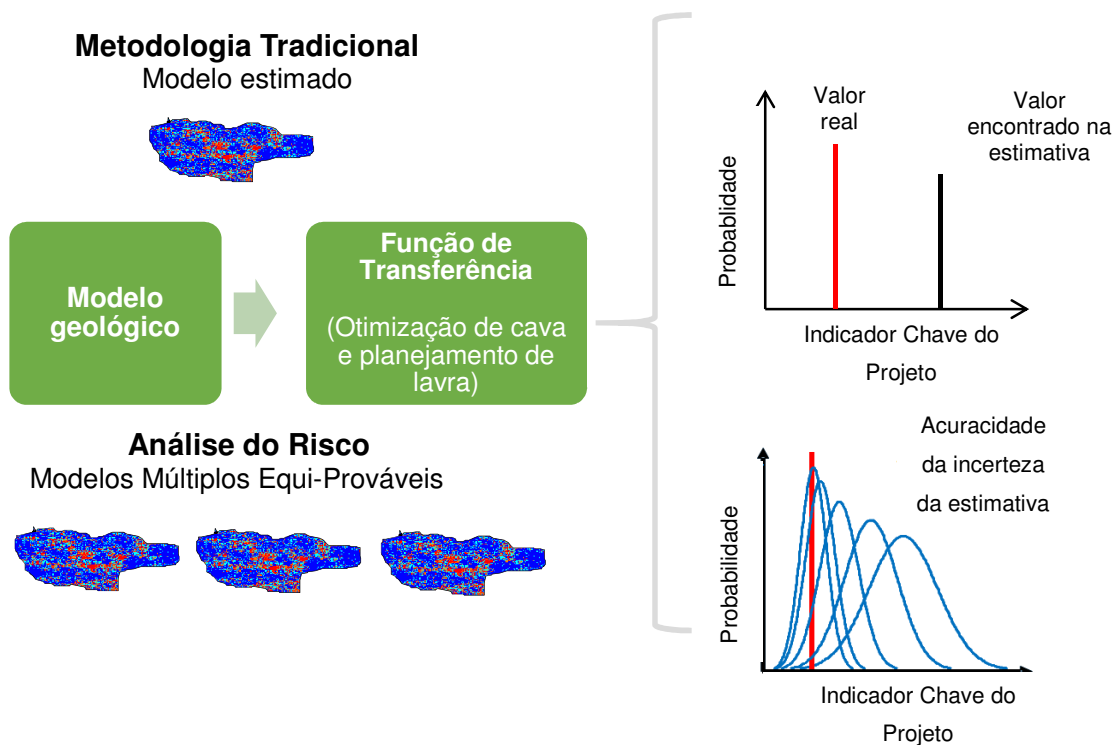 Metodologia Tradicional
Modelo estimado
Modelo
geológico
Função de
Transferência
(Otimização de cava
e planejamento de
lavra)
Análise do Risco
Modelos Múltiplos Equi-Prováveis
Valor
real
Valor
encontrado na
estimativa
Probablidade
Indicador Chave do
Projeto
Acuracidade
da incerteza
da estimativa
Probablidade
Indicador Chave do
Projeto